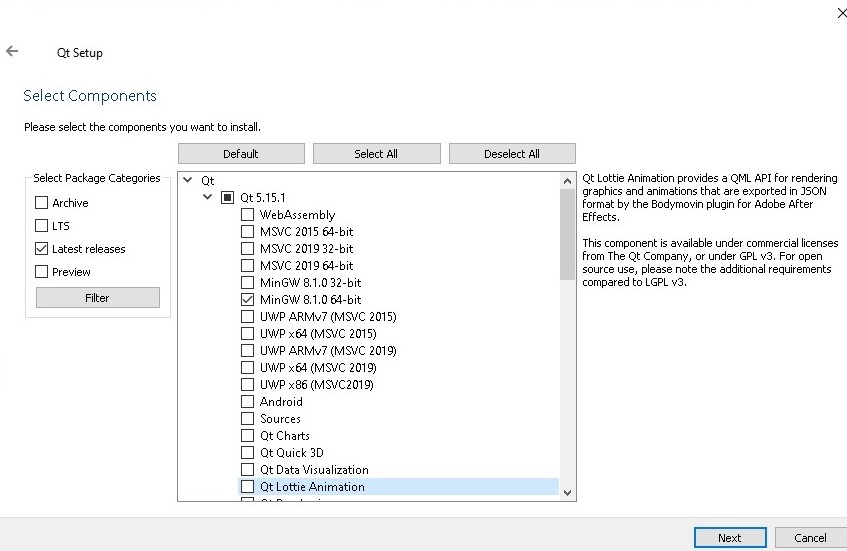 Qt Setup
Select Components
Please select the components you want to install.
Default
Select All
Deselect All
Select Package Categories
Archive
LTS
Latest releases
Preview
Filter
Qt
Qt 5.15.1
WebAssembly
MSVC 2015 64-bit
MSVC 2019 32-bit
MSVC 2019 64-bit
MinGW 8.1.0 32-bit
MinGW 8.1.0 64-bit
UWP ARMv7 (MSVC 2015)
UWP x64 (MSVC 2015)
UWP ARMv7 (MSVC 2019)
UWP x64 (MSVC 2019)
UWP x86 (MSVC2019)
Android
Sources
Qt Charts
Qt Quick 3D
Qt Data Visualization
Qt Lottie Animation
Qt Lottie Animation provides a QML API for rendering
graphics and animations that are exported in JSON
format by the Bodymovin plugin for Adobe After
Effects.
This component is available under commercial licenses
from The Qt Company, or under GPL v3. For open
source use, please note the additional requirements
compared to LGPL v3.
Next
Cancel